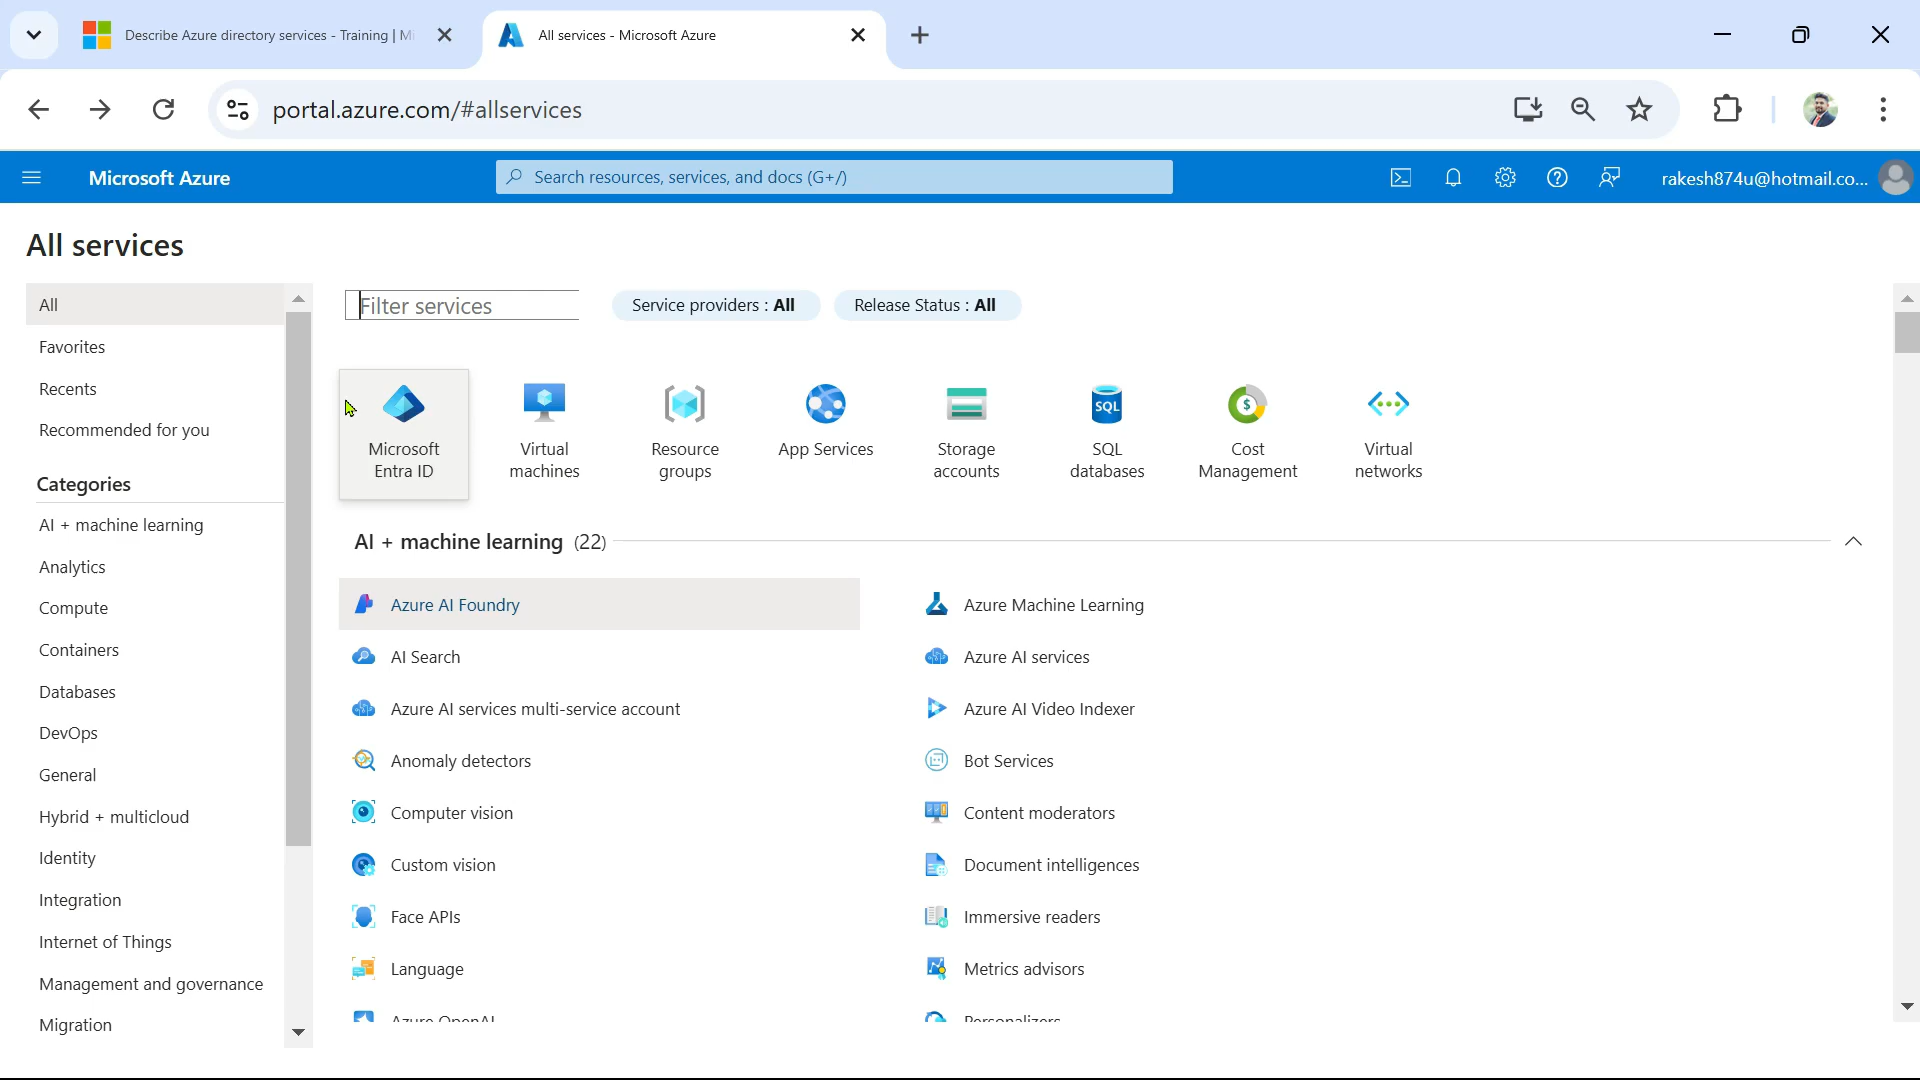 Describe Azure directory services - Training | Mi
All services - Microsoft Azure
portal.azure.com/#allservices
Microsoft Azure
Search resources, services, and docs (G+/)
rakesh874u@hotmail.co...
All services
All
Favorites
Recents
Recommended for you
Categories
AI + machine learning
Analytics
Compute
Containers
Databases
DevOps
General
Hybrid + multicloud
Identity
Integration
Internet of Things
Management and governance
Migration
Filter services
Service providers : All
Release Status : All
Microsoft
Entra ID
Virtual
machines
Resource
groups
App Services
Storage
accounts
SQL
SQL
databases
$
Cost
Management
Virtual
networks
AI + machine learning (22)
Azure AI Foundry
Azure Machine Learning
AI Search
Azure AI services
Azure AI services multi-service account
Azure AI Video Indexer
Anomaly detectors
Bot Services
Computer vision
Content moderators
Custom vision
Document intelligences
Face APIs
Immersive readers
Language
Metrics advisors
Azure OpenAI
Personalizers